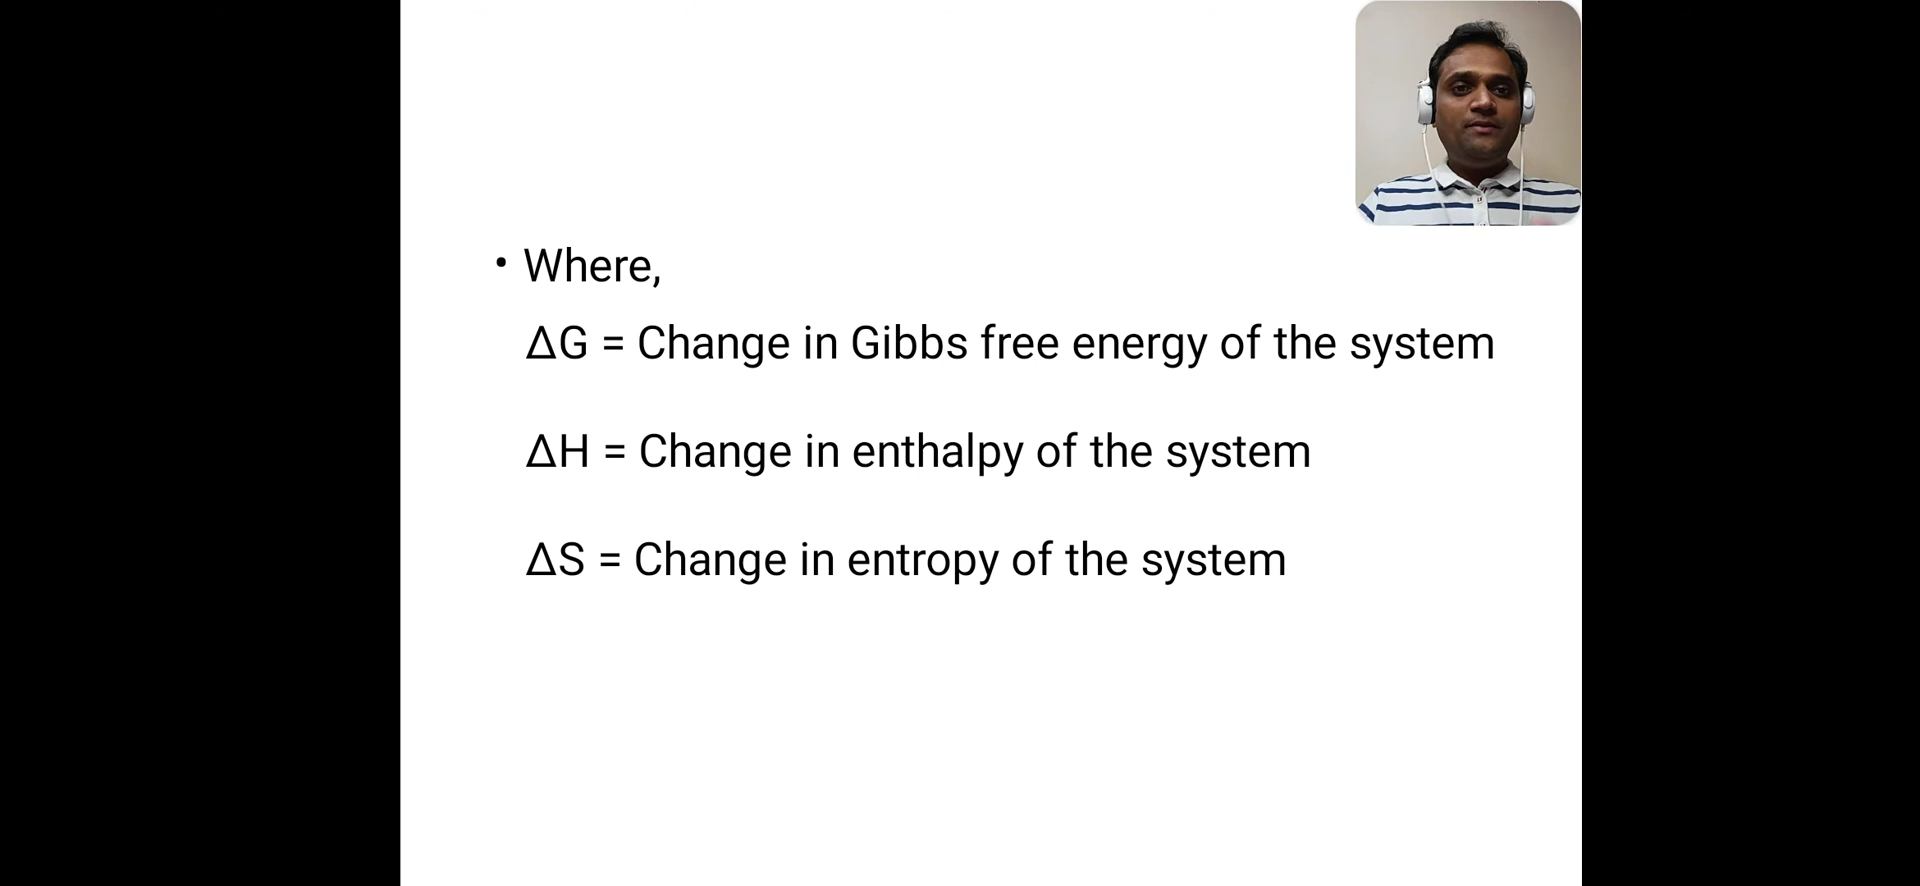 • Where,
ΔG = Change in Gibbs free energy of the system
ΔH = Change in enthalpy of the system
ΔS = Change in entropy of the system